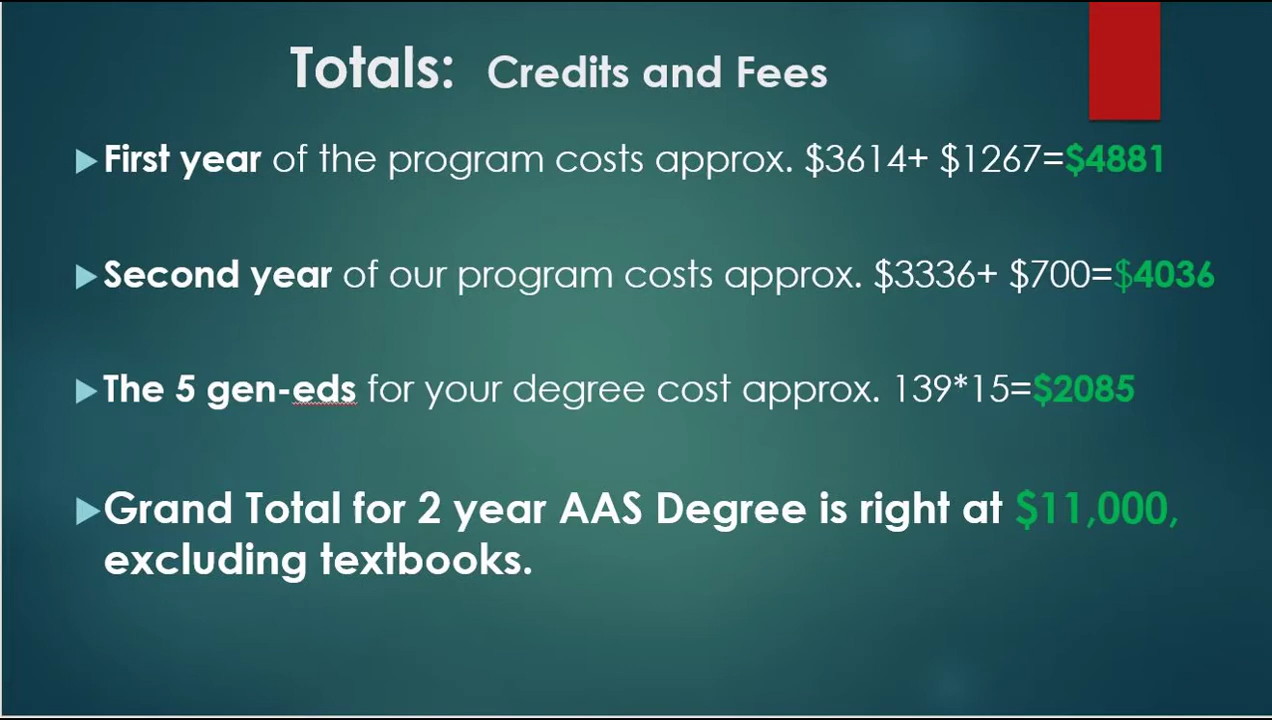 Totals: Credits and Fees
First year of the program costs approx. $3614+ $1267=$4881
Second year of our program costs approx. $3336+ $700=$4036
The 5 gen-eds for your degree cost approx. 139*15=$2085
Grand Total for 2 year AAS Degree is right at $11,000,
excluding textbooks.